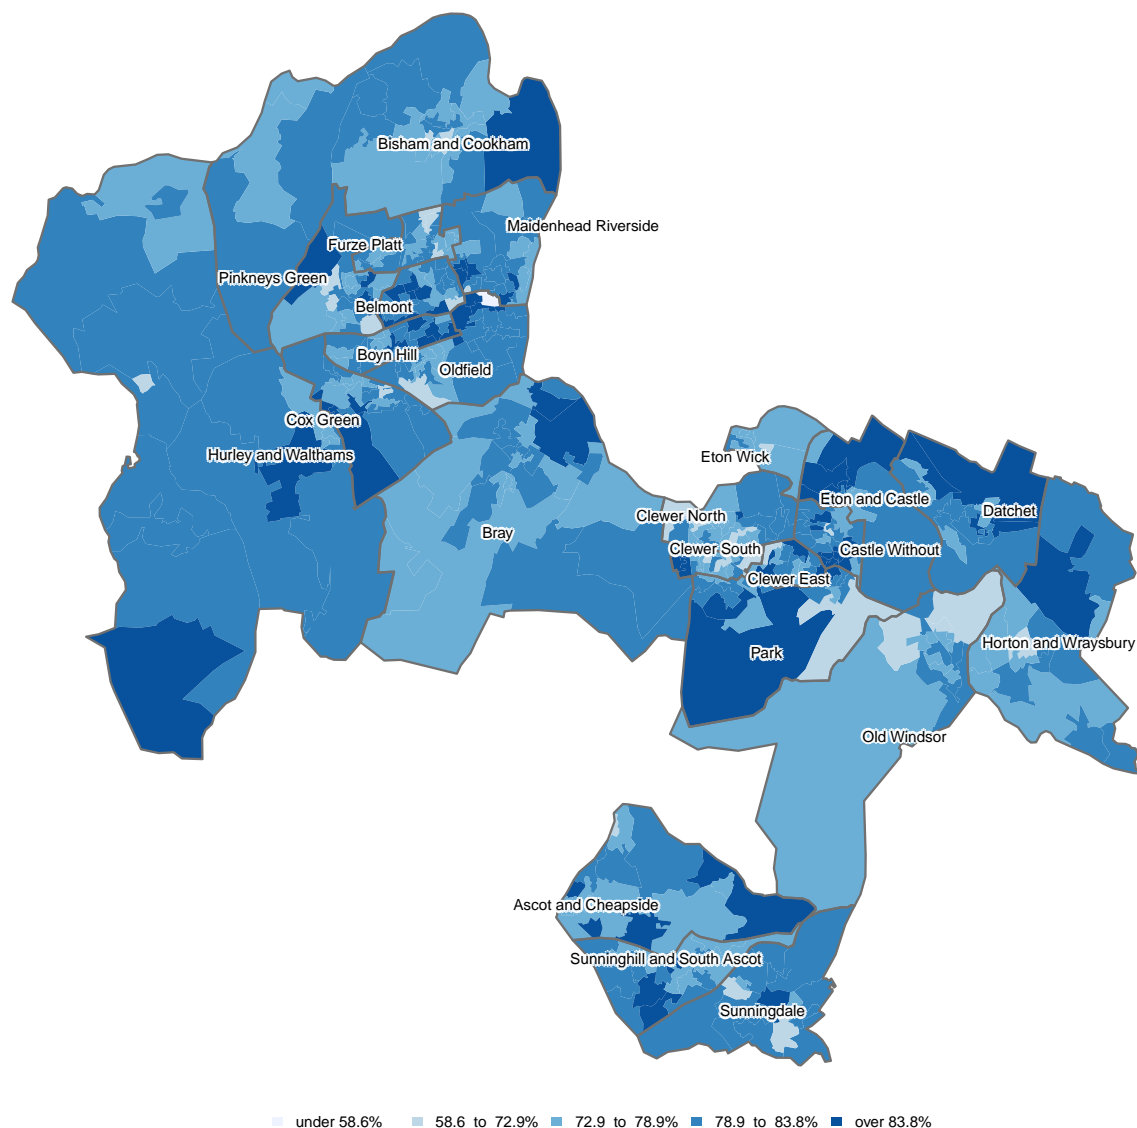 Bisham and Cookham
Maidenhead Riverside
Furze Platt
Pinkneys Green
Belmont
Boyn Hill
Oldfield
Cox Green
Hurley and Walthams
Eton Wick
Eton and Castle
Datchet
Clewer North
Bray
Clewer South
Castle Without
Clewer East
Horton and Wraysbury
Park
Old Windsor
Ascot and Cheapside
Sunninghill and South Ascot
Sunningdale
under 58.6% 58.6 to 72.9% 72.9 to 78.9% 78.9 to 83.8% over 83.8%